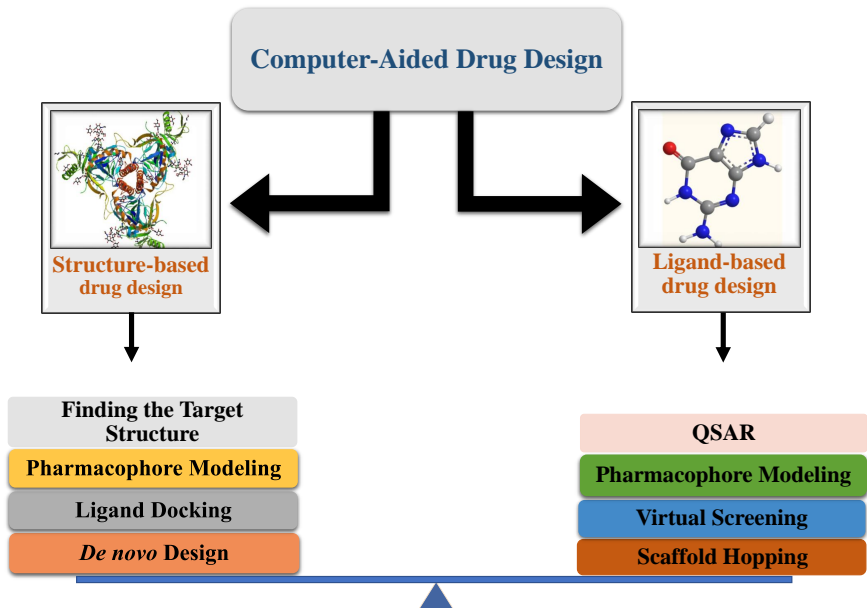 Computer-Aided Drug Design
Structure-based
drug design
Ligand-based
drug design
Finding the Target
Structure
Pharmacophore Modeling
Ligand Docking
De novo Design
QSAR
Pharmacophore Modeling
Virtual Screening
Scaffold Hopping